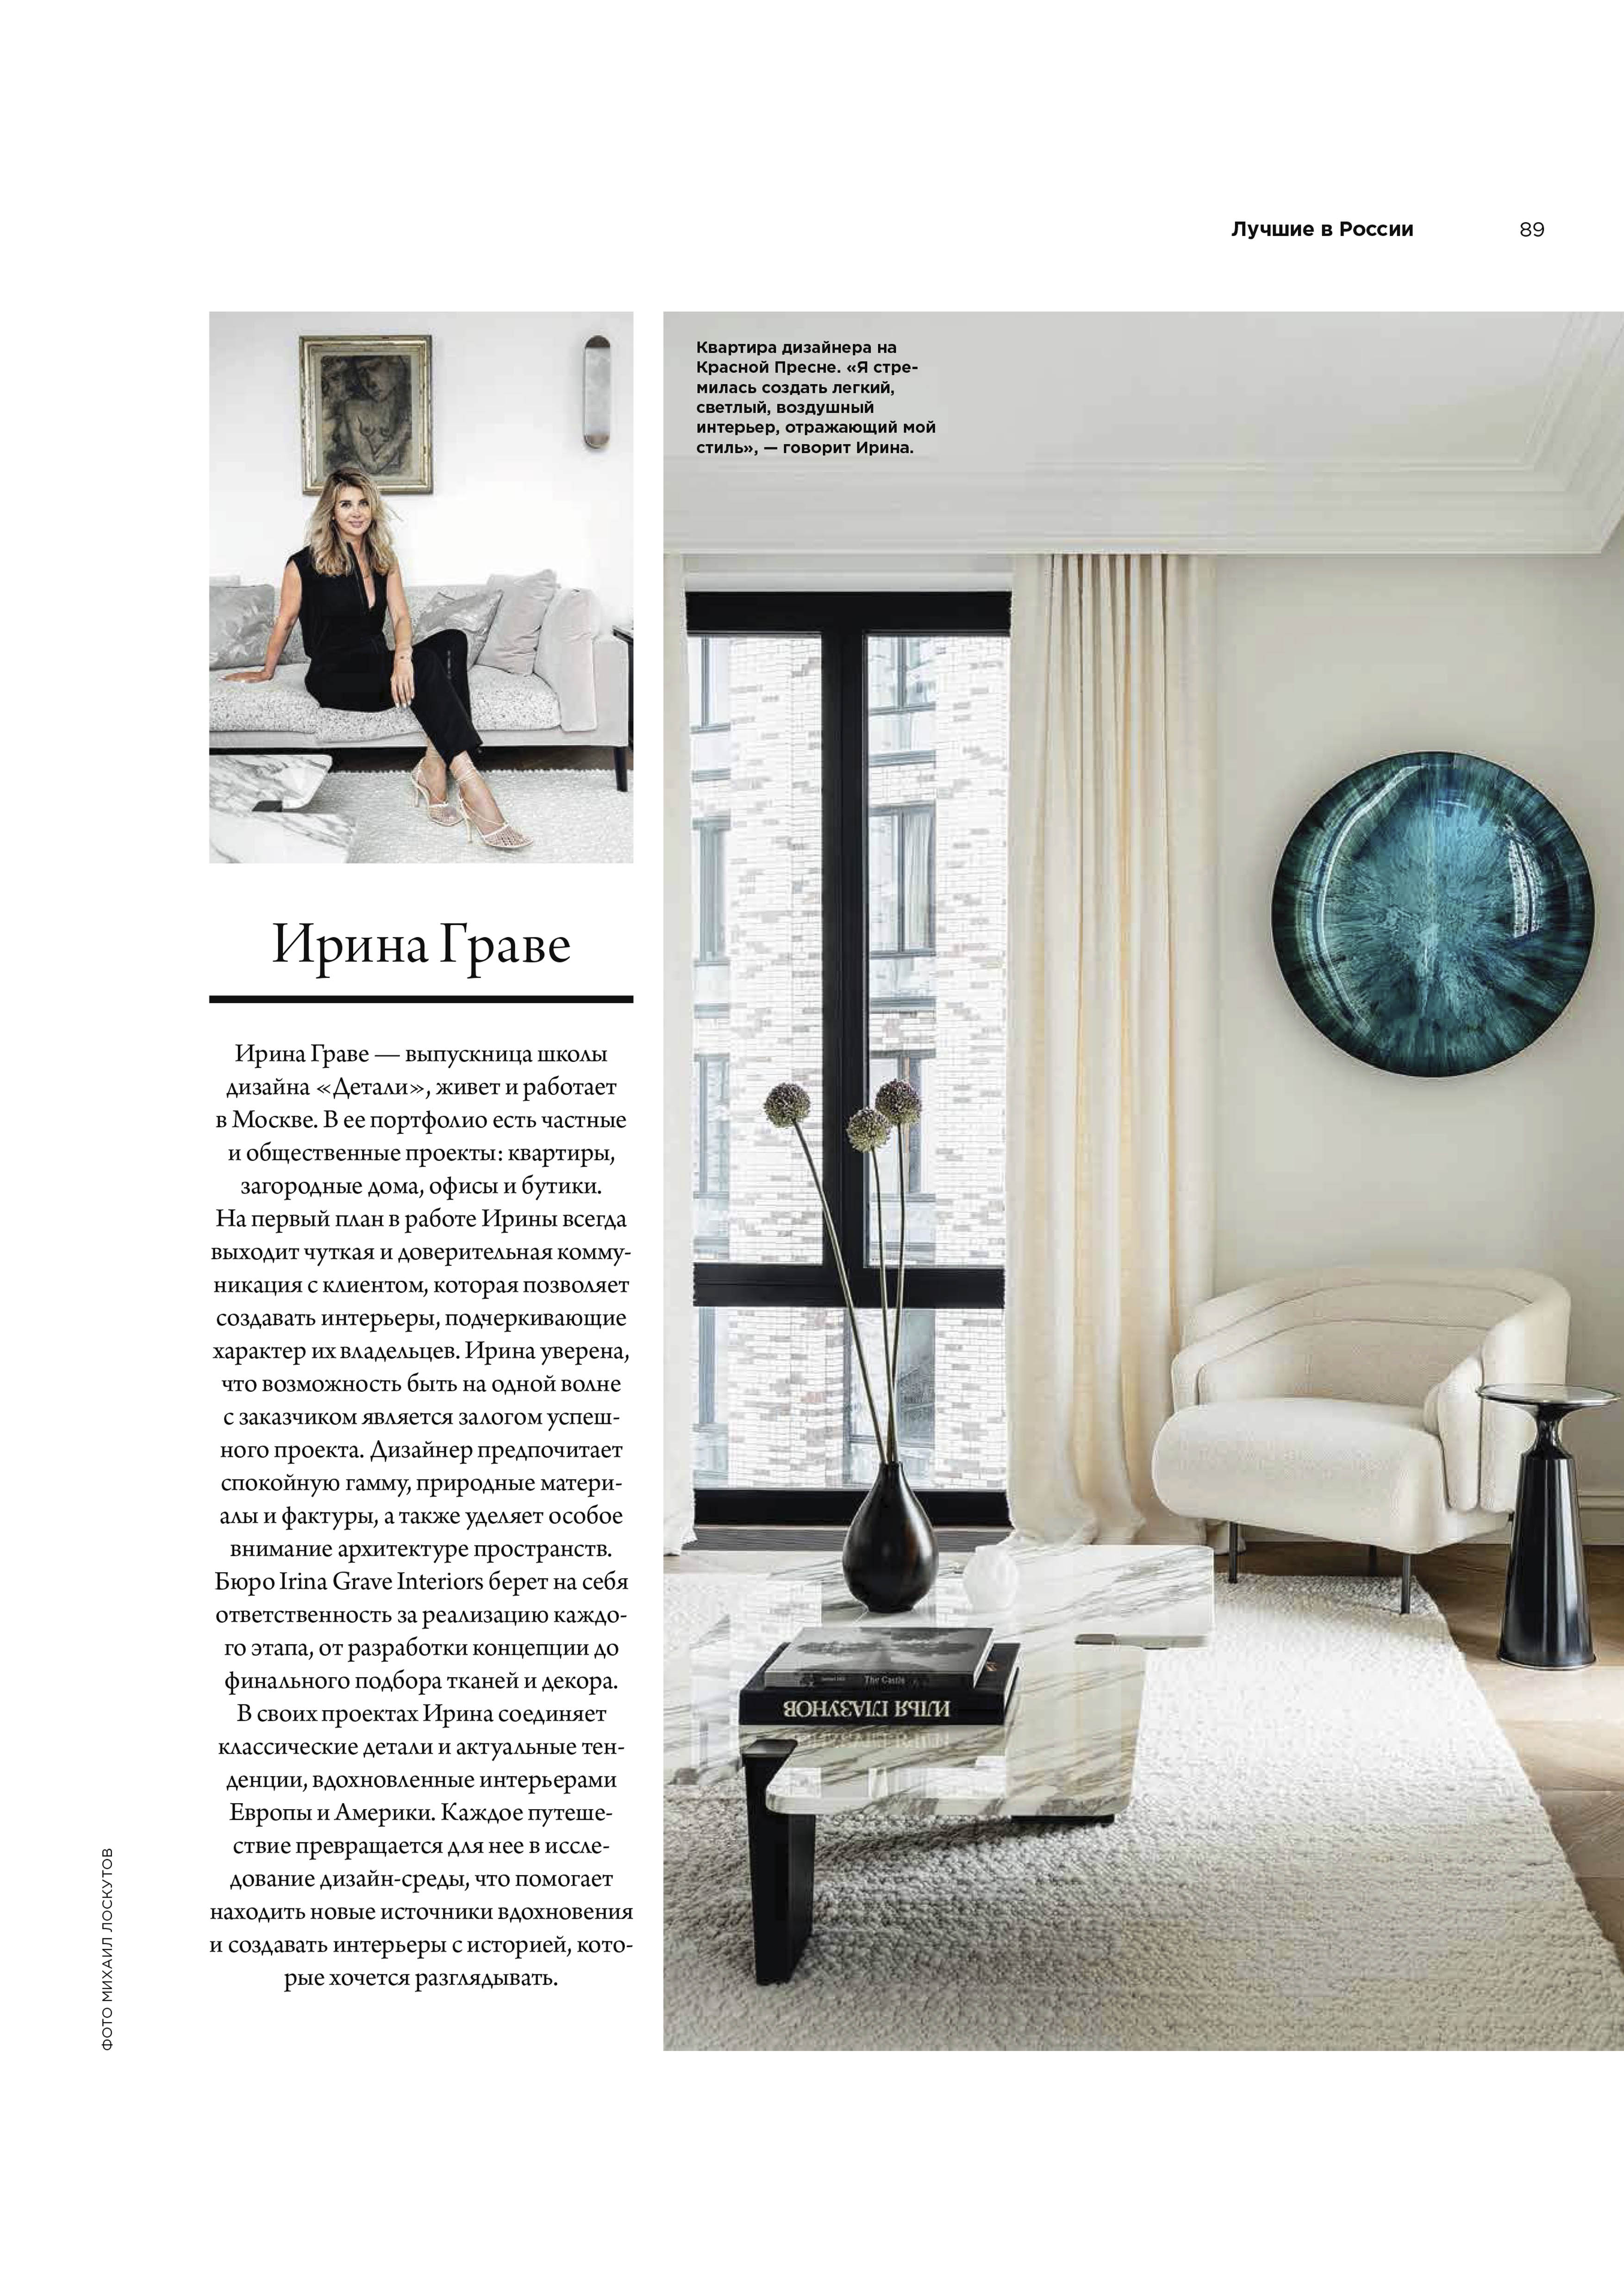 Лучшие в России 89
Квартира дизайнера на
Красной Пресне. «Я стре-
милась создать легкий,
светлый, воздушный
интерьер, отражающий мой
стиль», — говорит Ирина.
Ирина Граве
Ирина Граве — выпускница школы
дизайна «Детали», живет и работает
в Москве. В ее портфолио есть частные
и общественные проекты: квартиры,
загородные дома, офисы и бутики.
На первый план в работе Ирины всегда
выходит чуткая и доверительная комму-
никация с клиентом, которая позволяет
создавать интерьеры, подчеркивающие
характер их владельцев. Ирина уверена,
что возможность быть на одной волне
с заказчиком является залогом успеш-
ного проекта. Дизайнер предпочитает
спокойную гамму, природные матери-
алы и фактуры, а также уделяет особое
внимание архитектуре пространств.
Бюро Irina Grave Interiors берет на себя
ответственность за реализацию каждо-
го этапа, от разработки концепции до
финального подбора тканей и декора.
В своих проектах Ирина соединяет
классические детали и актуальные тен-
денции, вдохновленные интерьерами
Европы и Америки. Каждое путеше-
ствие превращается для нее в иссле-
дование дизайн-среды, что помогает
находить новые источники вдохновения
и создавать интерьеры с историей, кото-
рые хочется разглядывать.
The Castle
ИЛЬЯ ГЛАЗУНОВ
ФОТО МИХАИЛ ЛОСКУТОВ